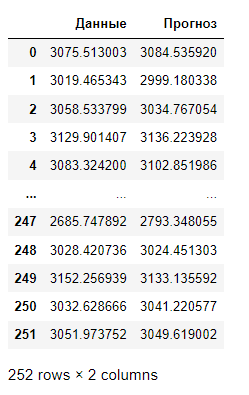 Данные Прогноз
0 3075.513003 3084.535920
1 3019.465343 2999.180338
2 3058.533799 3034.767054
3 3129.901407 3136.223928
4 3083.324200 3102.851986
... ... ...
247 2685.747892 2793.348055
248 3028.420736 3024.451303
249 3152.256939 3133.135592
250 3032.628666 3041.220577
251 3051.973752 3049.619002
252 rows × 2 columns